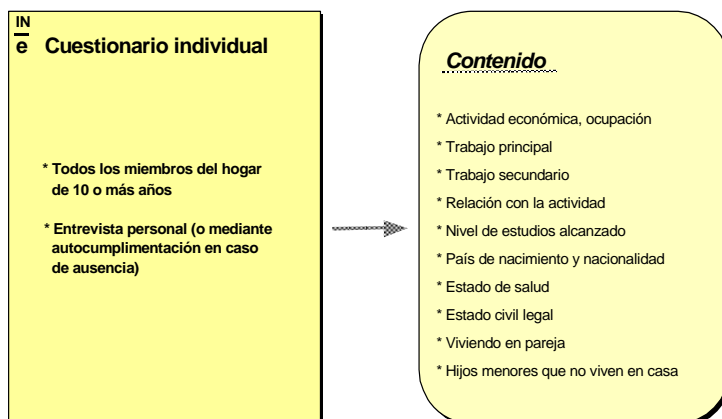 IN
e Cuestionario individual
* Todos los miembros del hogar
de 10 o más años
* Entrevista personal (o mediante
autocumplimentación en caso
de ausencia)
Contenido
* Actividad económica, ocupación
* Trabajo principal
* Trabajo secundario
* Relación con la actividad
* Nivel de estudios alcanzado
* País de nacimiento y nacionalidad
* Estado de salud
* Estado civil legal
* Viviendo en pareja
* Hijos menores que no viven en casa